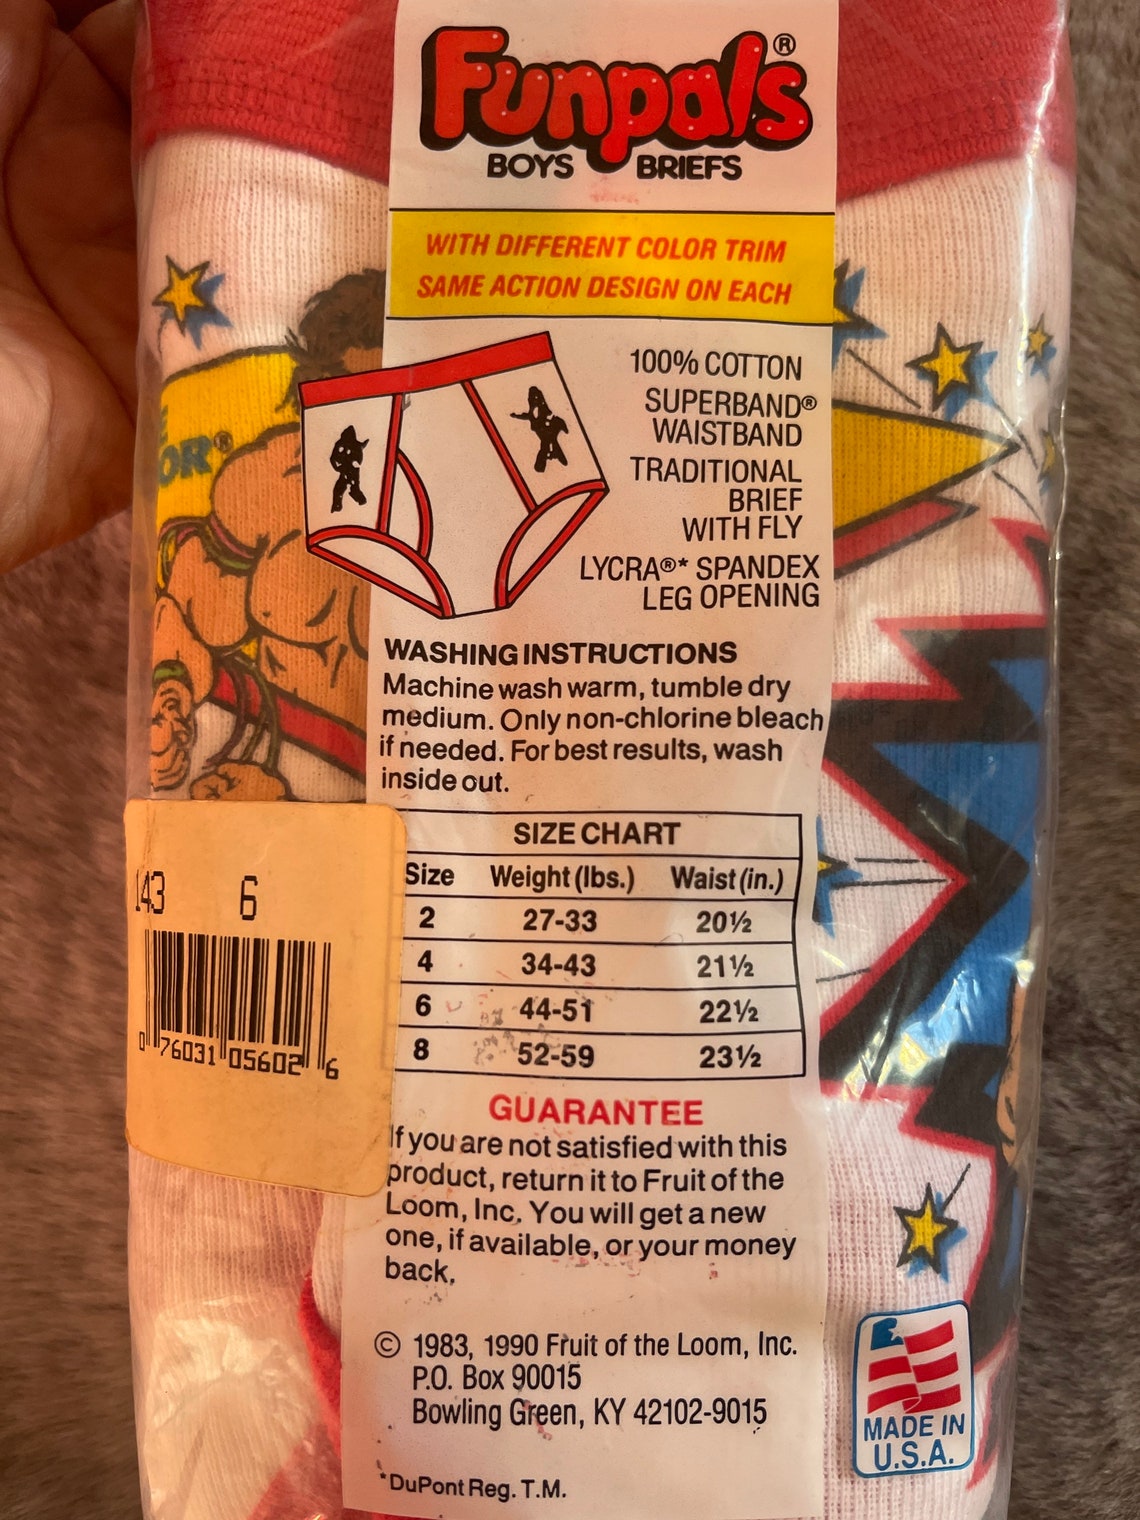 Funpals®
BOYS BRIEFS
WITH DIFFERENT COLOR TRIM
SAME ACTION DESIGN ON EACH
100% COTTON
SUPERBAND®
WAISTBAND
TRADITIONAL
BRIEF
WITH FLY
LYCRA®* SPANDEX
LEG OPENING
OR®
WASHING INSTRUCTIONS
Machine wash warm, tumble dry
medium. Only non-chlorine bleach
if needed. For best results, wash
inside out.
SIZE CHART
Size Weight (lbs.) Waist (in.)
2 27-33 20½
4 34-43 21½
6 44-51 22½
8 52-59 23½
143 6
0 76031 05602 6
GUARANTEE
If you are not satisfied with this
product, return it to Fruit of the
Loom, Inc. You will get a new
one, if available, or your money
back.
© 1983, 1990 Fruit of the Loom, Inc.
P.O. Box 90015
Bowling Green, KY 42102-9015
*DuPont Reg. T.M.
MADE IN
U.S.A.